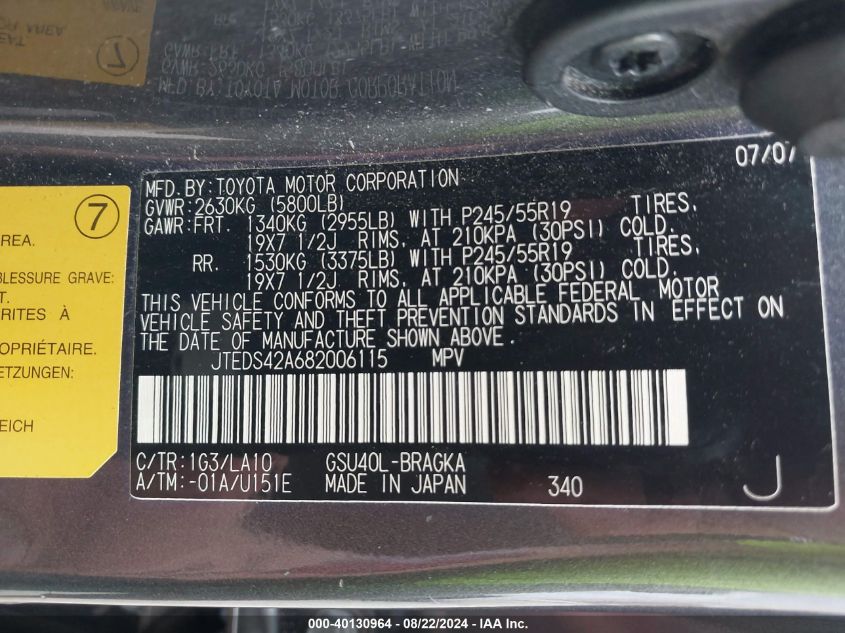 07/07
MFD. BY: TOYOTA MOTOR CORPORATION
GVWR: 2630KG (5800LB)
GAWR: FRT. 1340KG (2955LB) WITH P245/55R19 TIRES.
19X7 1/2J RIMS, AT 210KPA (30PSI) COLD.
RR. 1530KG (3375LB) WITH P245/55R19 TIRES.
19X7 1/2J RIMS, AT 210KPA (30PSI) COLD.
THIS VEHICLE CONFORMS TO ALL APPLICABLE FEDERAL MOTOR
VEHICLE SAFETY AND THEFT PREVENTION STANDARDS IN EFFECT ON
THE DATE OF MANUFACTURE SHOWN ABOVE.
JTEDS42A682006115 MPV
C/TR: 1G3/LA10 GSU40L-BRAGKA
A/TM: -01A/U151E MADE IN JAPAN 340 J
7
AREA.
BLESSURE GRAVE:
T.
RITES À
OPRIÉTAIRE.
TZUNGEN:
EICH
000-40130964 - 08/22/2024 - IAA Inc.